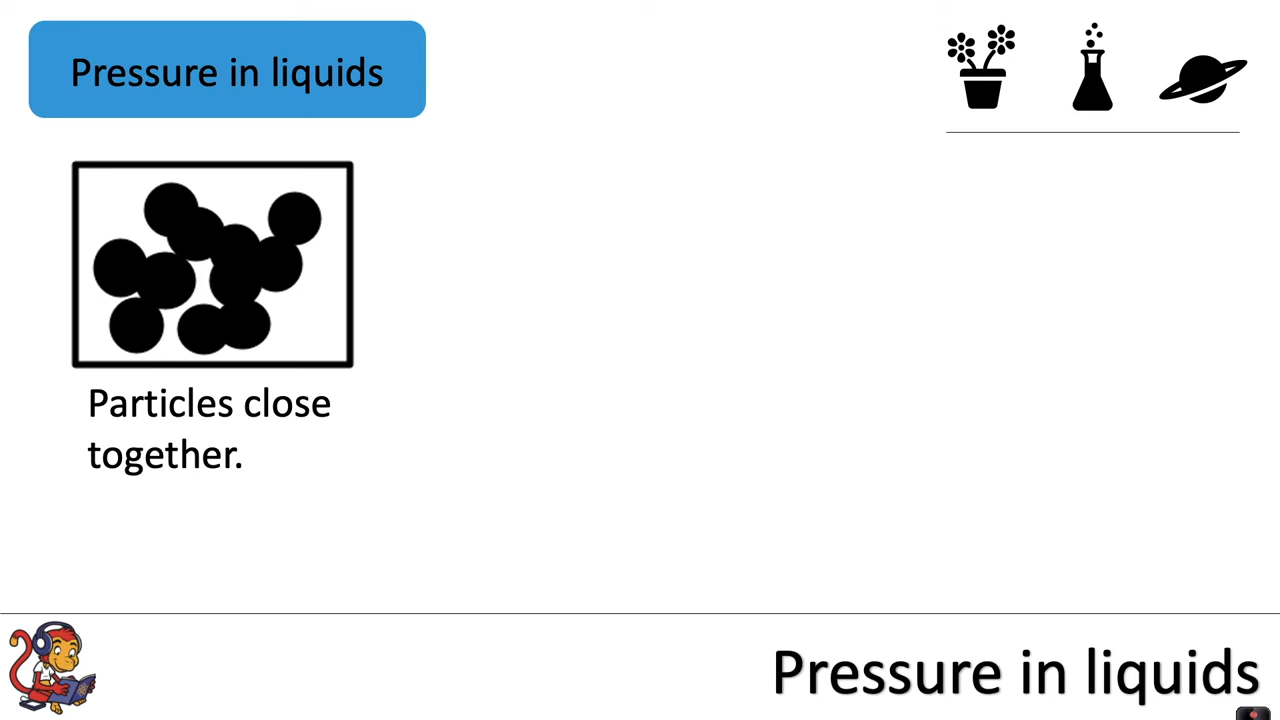 Pressure in liquids
Particles close
together.
Pressure in liquids